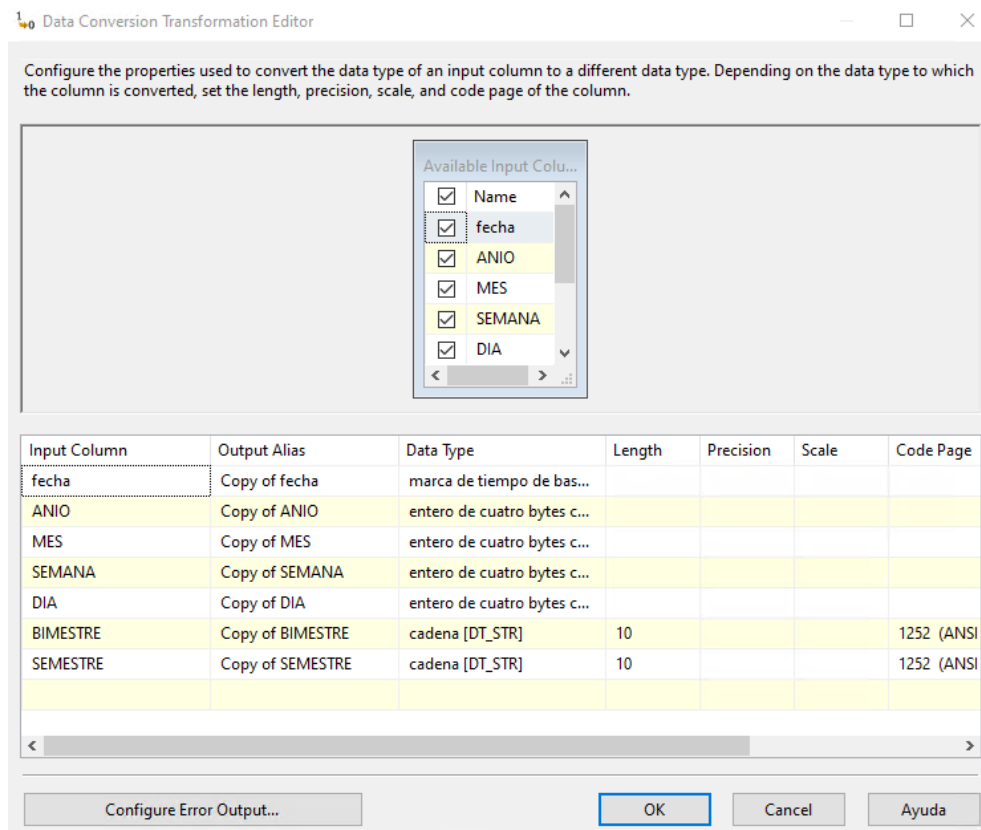 Data Conversion Transformation Editor
Configure the properties used to convert the data type of an input column to a different data type. Depending on the data type to which
the column is converted, set the length, precision, scale, and code page of the column.
Available Input Colu...
Name
fecha
ANIO
MES
SEMANA
DIA
Input Column Output Alias Data Type Length Precision Scale Code Page
fecha Copy of fecha marca de tiempo de bas...
ANIO Copy of ANIO entero de cuatro bytes c...
MES Copy of MES entero de cuatro bytes c...
SEMANA Copy of SEMANA entero de cuatro bytes c...
DIA Copy of DIA entero de cuatro bytes c...
BIMESTRE Copy of BIMESTRE cadena [DT_STR] 10 1252 (ANSI
SEMESTRE Copy of SEMESTRE cadena [DT_STR] 10 1252 (ANSI
Configure Error Output... OK Cancel Ayuda